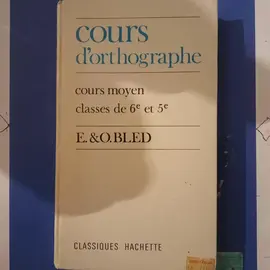 cours
d'orthographe
cours moyen
classes de 6e et 5e
E. & O. BLED
CLASSIQUES HACHETTE